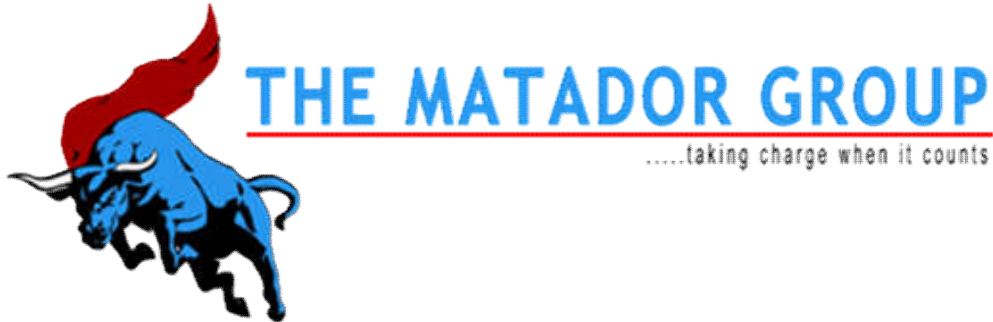 THE MATADOR GROUP
.....taking charge when it counts